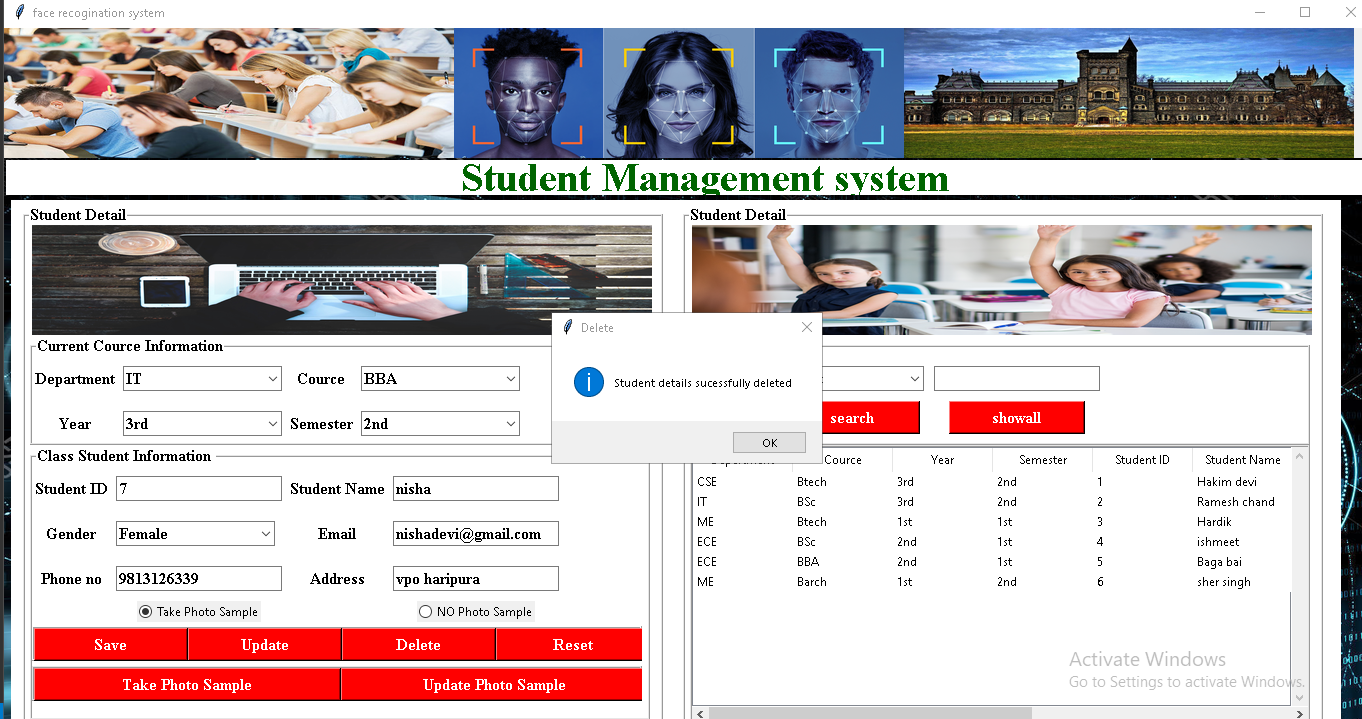 face recogination system
Student Management system
Student Detail
Student Detail
Current Cource Information
Department IT Cource BBA
Year 3rd Semester 2nd
Class Student Information
Student ID 7 Student Name nisha
Gender Female Email nishadevi@gmail.com
Phone no 9813126339 Address vpo haripura
Take Photo Sample NO Photo Sample
Save Update Delete Reset
Take Photo Sample Update Photo Sample
Delete
Student details sucessfully deleted
OK
search showall
Cource Year Semester Student ID Student Name
CSE Btech 3rd 2nd 1 Hakim devi
IT BSc 3rd 2nd 2 Ramesh chand
ME Btech 1st 1st 3 Hardik
ECE BSc 2nd 1st 4 ishmeet
ECE BBA 2nd 1st 5 Baga bai
ME Barch 1st 2nd 6 sher singh
Activate Windows
Go to Settings to activate Windows.